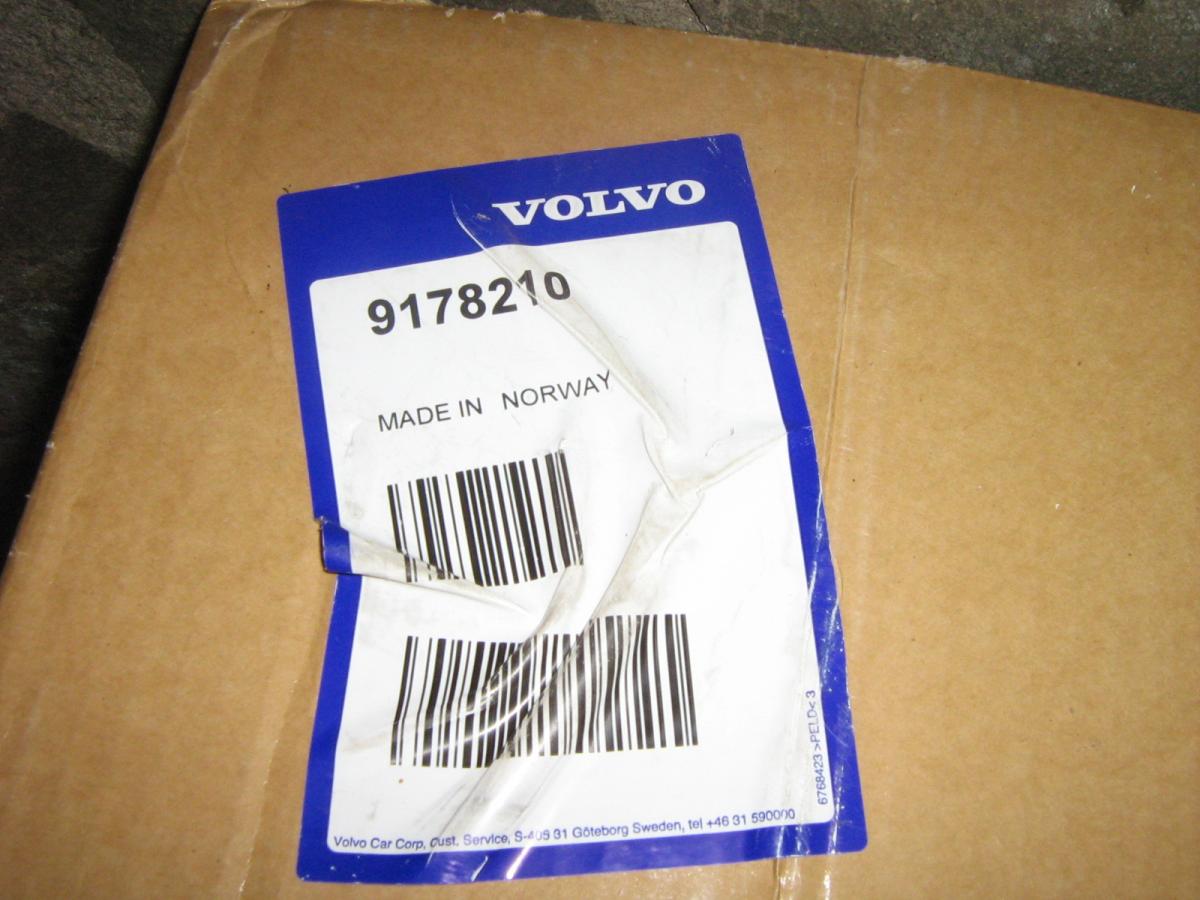 VOLVO
9178210
MADE IN NORWAY
6768423 >PELD< 3
Volvo Car Corp, Cust. Service, S-405 31 Göteborg Sweden, tel +46 31 590000